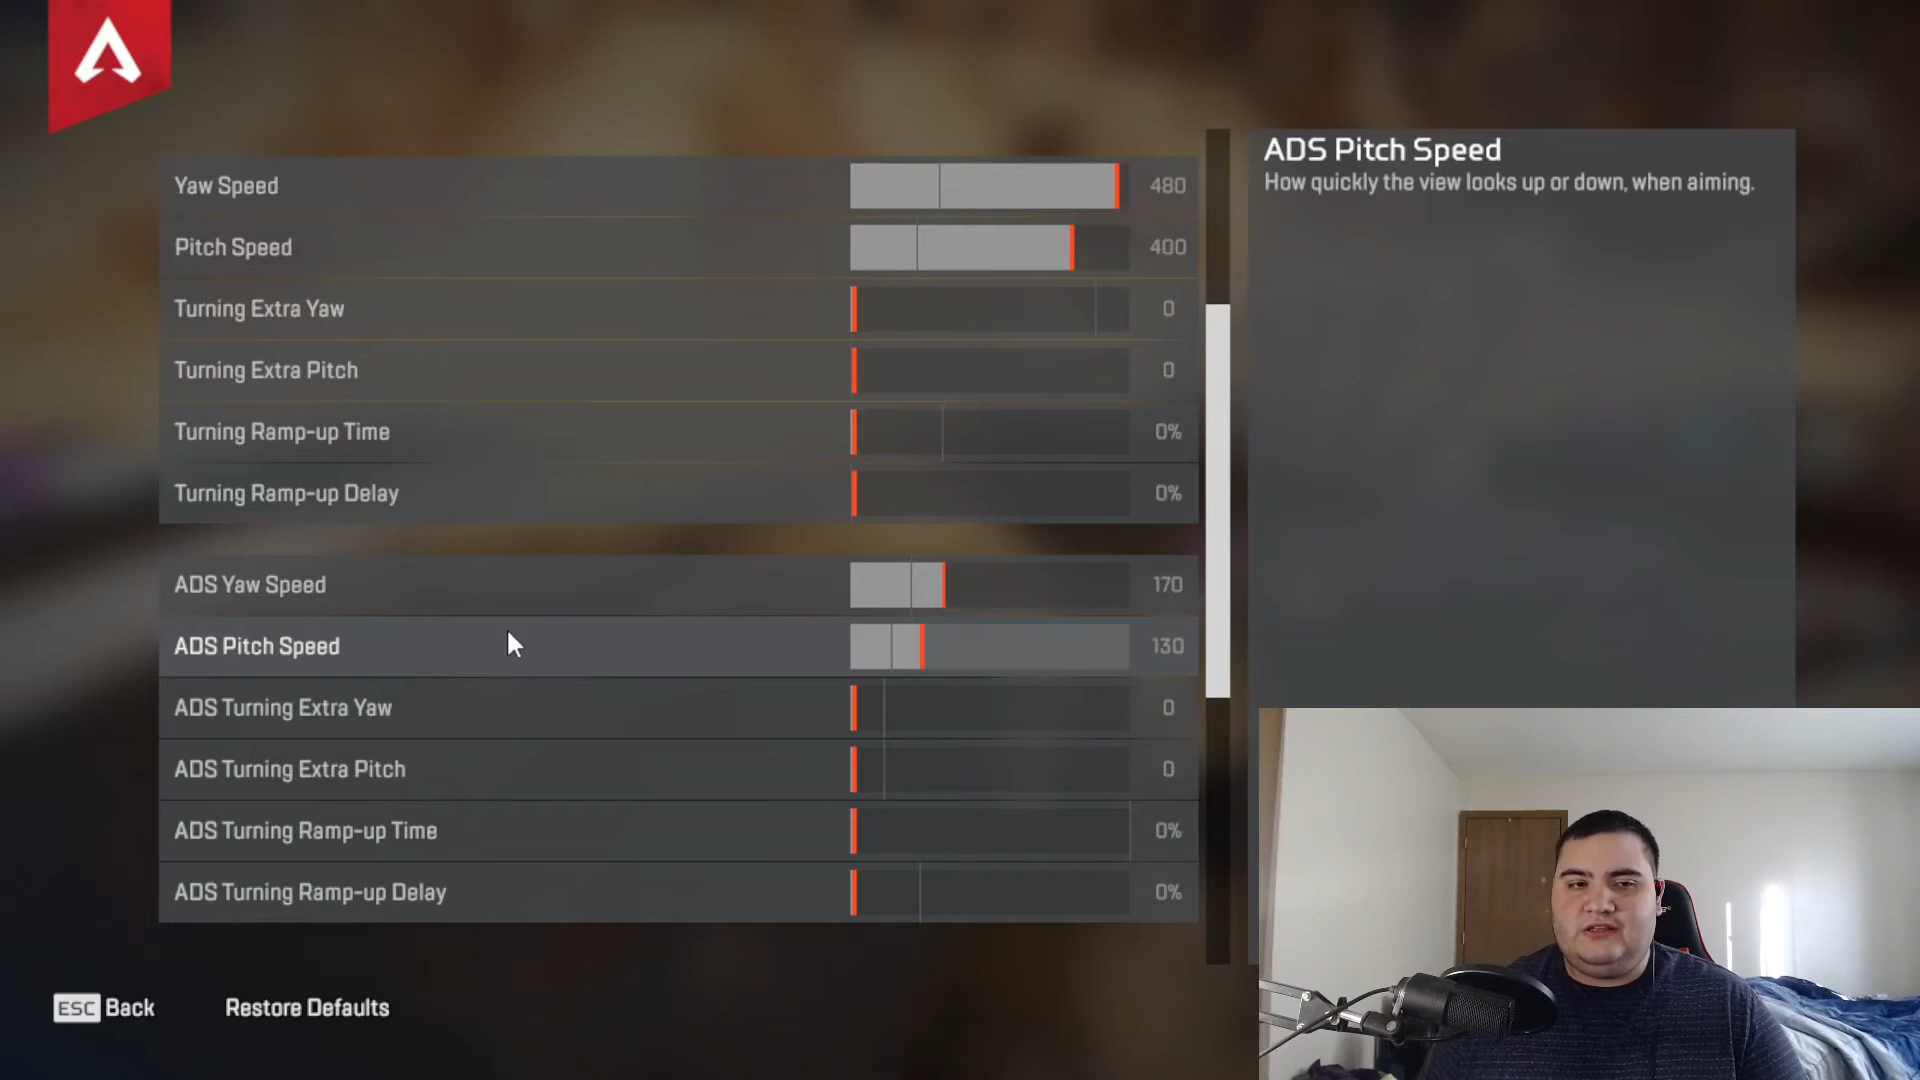 Yaw Speed 480
Pitch Speed 400
Turning Extra Yaw 0
Turning Extra Pitch 0
Turning Ramp-up Time 0%
Turning Ramp-up Delay 0%
ADS Yaw Speed 170
ADS Pitch Speed 130
ADS Turning Extra Yaw 0
ADS Turning Extra Pitch 0
ADS Turning Ramp-up Time 0%
ADS Turning Ramp-up Delay 0%
ESC Back Restore Defaults
ADS Pitch Speed
How quickly the view looks up or down, when aiming.